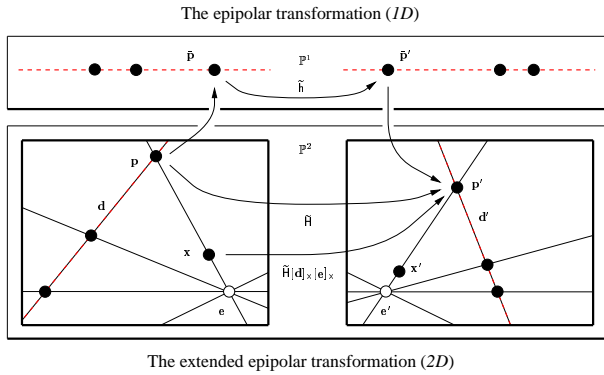 The epipolar transformation (1D)
p̄ ℙ¹ p̄′
h̃
ℙ²
p p′
d d′
H̃
x x′
H̃[d]ₓ[e]ₓ
e e′
The extended epipolar transformation (2D)